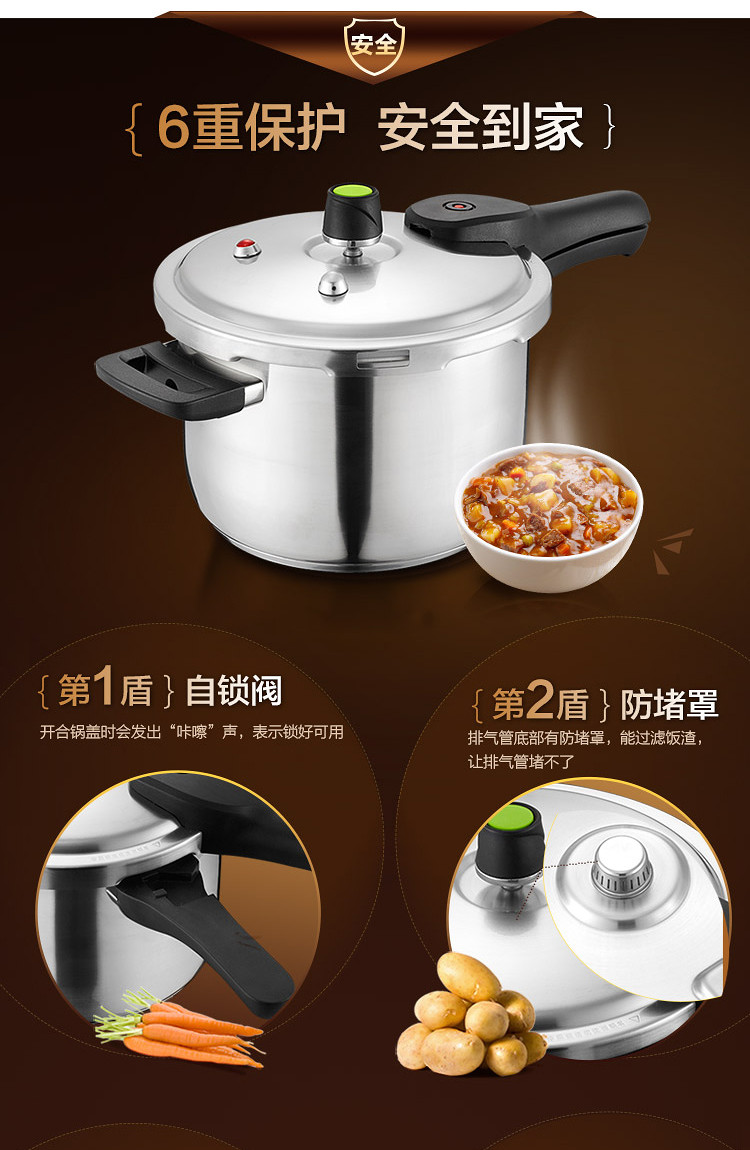 安全
{ 6重保护 安全到家 }
{ 第1盾 } 自锁阀
开合锅盖时会发出“咔嚓”声，表示锁好可用
{ 第2盾 } 防堵罩
排气管底部有防堵罩，能过滤饭渣，
让排气管堵不了